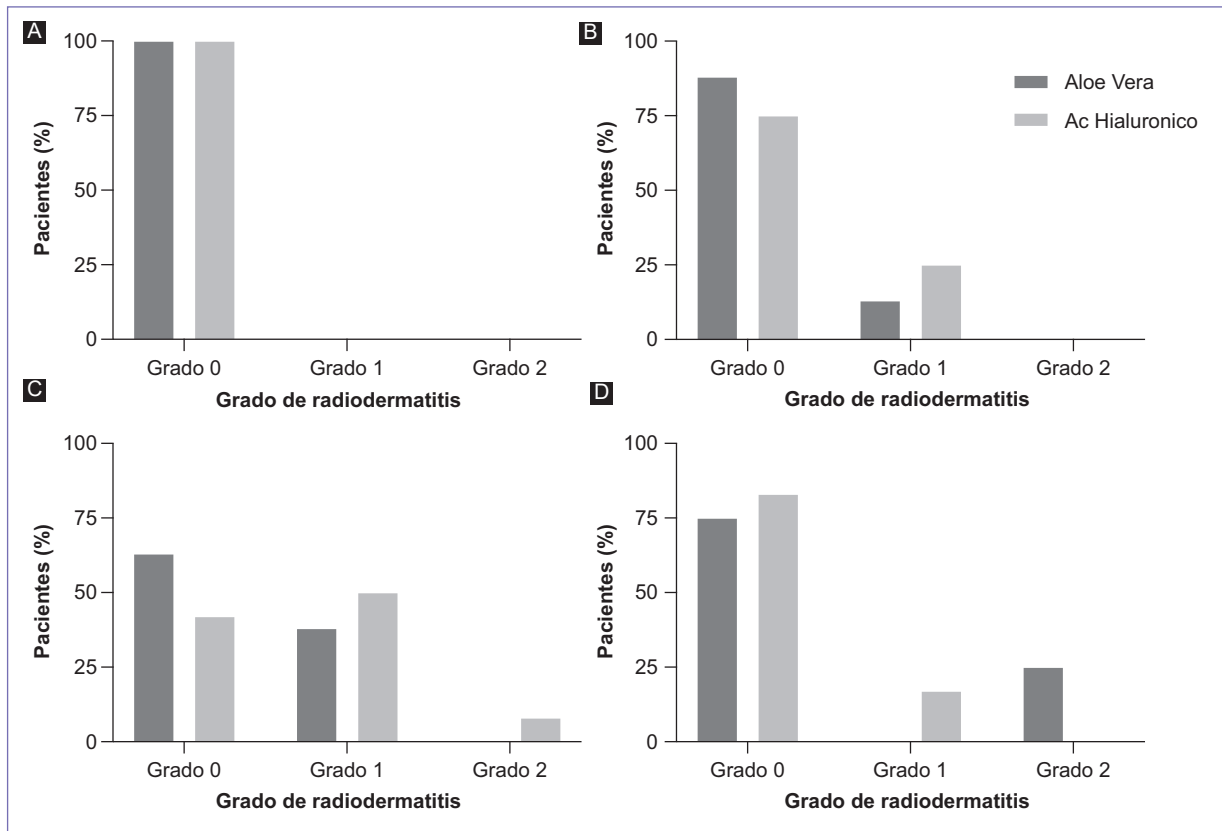 A
100
75
50
25
0
Pacientes (%)
Grado 0
Grado 1
Grado 2
Grado de radiodermatitis
B
100
75
50
25
0
Pacientes (%)
Aloe Vera
Ac Hialuronico
Grado 0
Grado 1
Grado 2
Grado de radiodermatitis
C
100
75
50
25
0
Pacientes (%)
Grado 0
Grado 1
Grado 2
Grado de radiodermatitis
D
100
75
50
25
0
Pacientes (%)
Grado 0
Grado 1
Grado 2
Grado de radiodermatitis